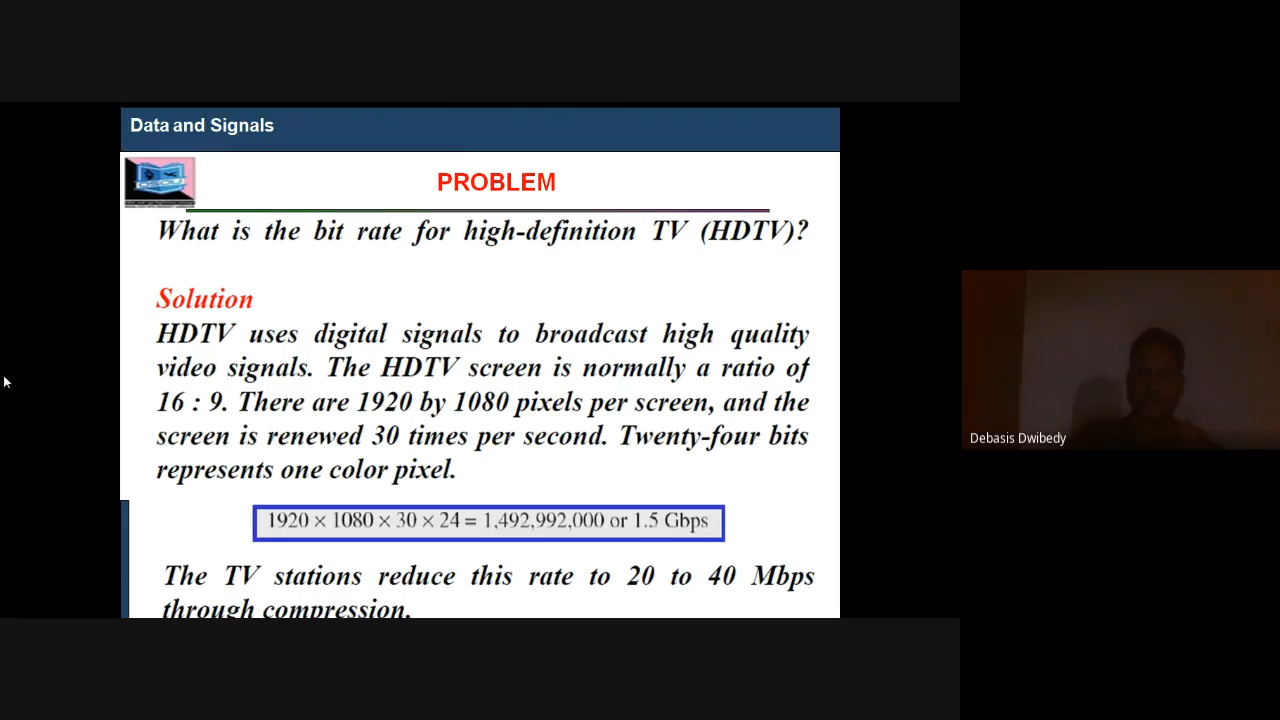 Data and Signals
PROBLEM
What is the bit rate for high-definition TV (HDTV)?
Solution
HDTV uses digital signals to broadcast high quality
video signals. The HDTV screen is normally a ratio of
16 : 9. There are 1920 by 1080 pixels per screen, and the
screen is renewed 30 times per second. Twenty-four bits
represents one color pixel.
1920 × 1080 × 30 × 24 = 1,492,992,000 or 1.5 Gbps
The TV stations reduce this rate to 20 to 40 Mbps
through compression.
Debasis Dwibedy